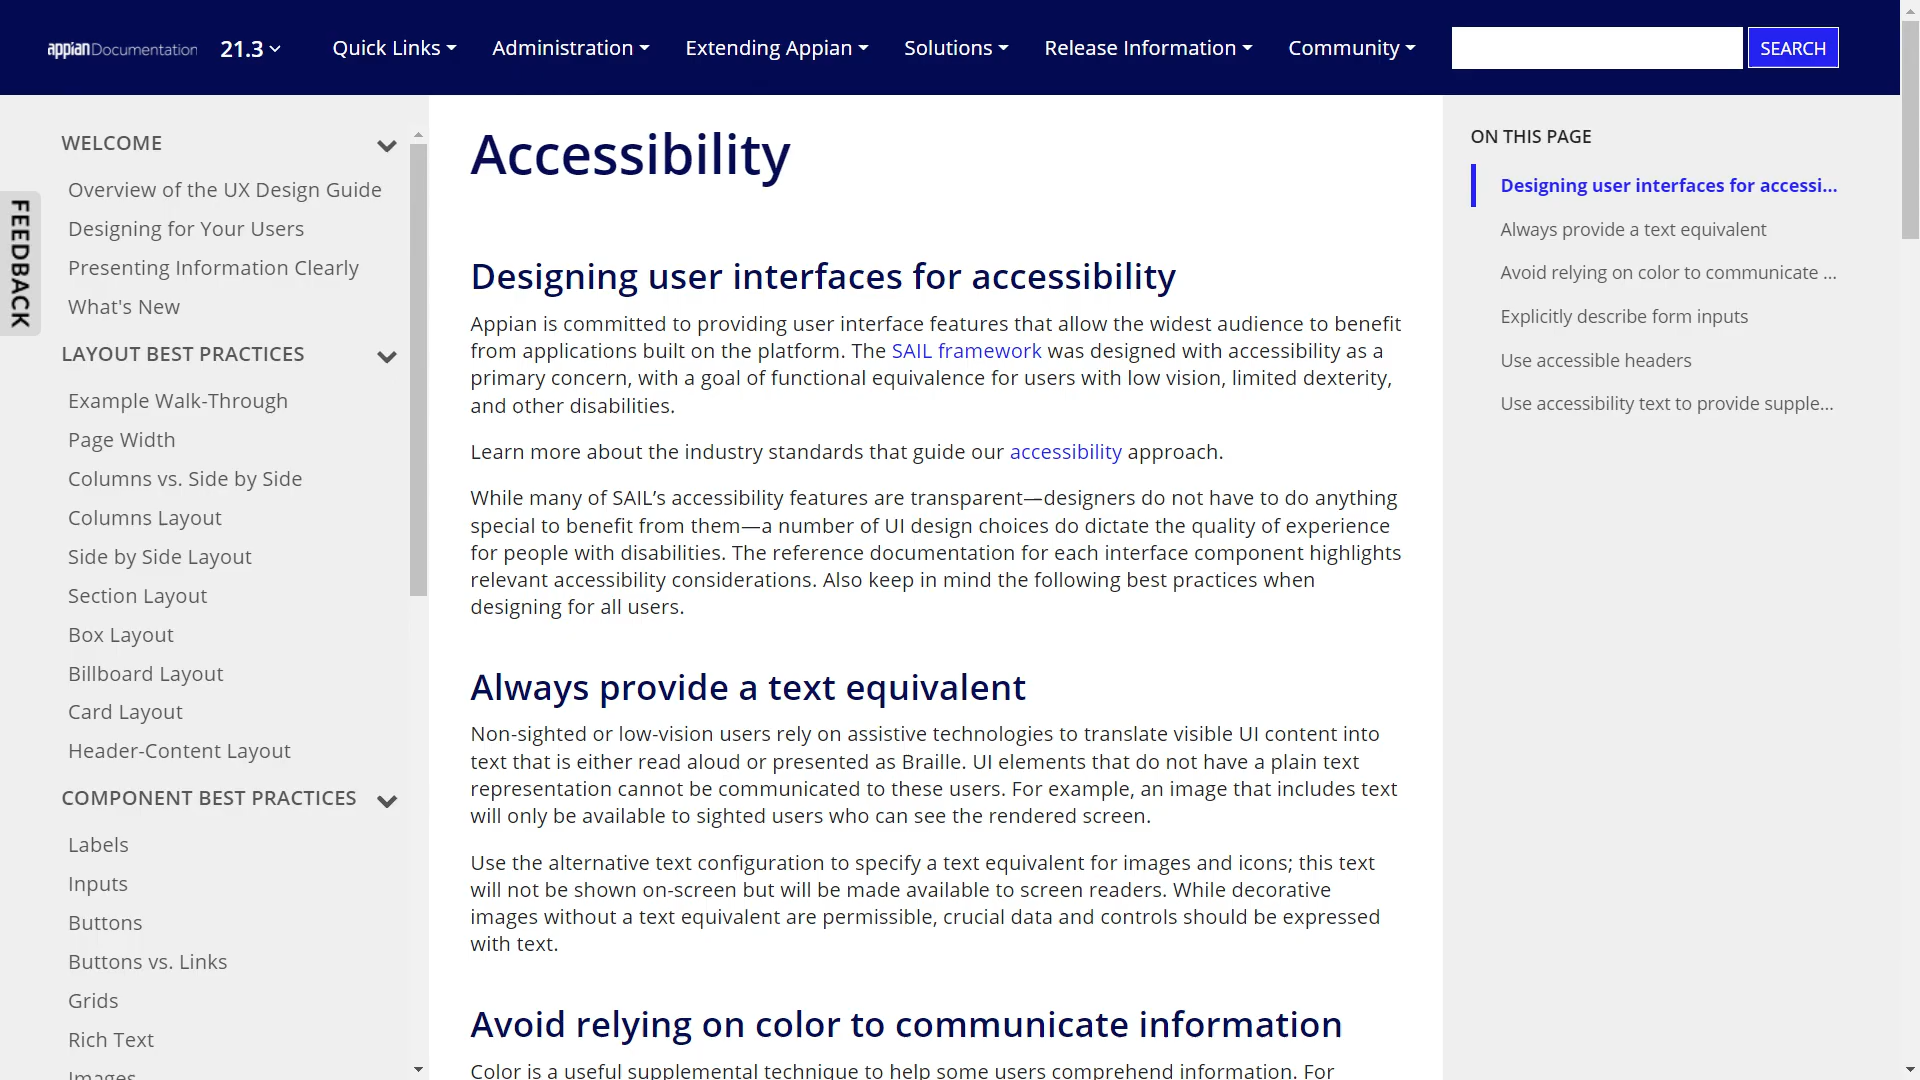 appian Documentation 21.3 Quick Links Administration Extending Appian Solutions Release Information Community SEARCH
FEEDBACK
WELCOME
Overview of the UX Design Guide
Designing for Your Users
Presenting Information Clearly
What's New
LAYOUT BEST PRACTICES
Example Walk-Through
Page Width
Columns vs. Side by Side
Columns Layout
Side by Side Layout
Section Layout
Box Layout
Billboard Layout
Card Layout
Header-Content Layout
COMPONENT BEST PRACTICES
Labels
Inputs
Buttons
Buttons vs. Links
Grids
Rich Text
Images
Accessibility
Designing user interfaces for accessibility
Appian is committed to providing user interface features that allow the widest audience to benefit
from applications built on the platform. The SAIL framework was designed with accessibility as a
primary concern, with a goal of functional equivalence for users with low vision, limited dexterity,
and other disabilities.
Learn more about the industry standards that guide our accessibility approach.
While many of SAIL’s accessibility features are transparent—designers do not have to do anything
special to benefit from them—a number of UI design choices do dictate the quality of experience
for people with disabilities. The reference documentation for each interface component highlights
relevant accessibility considerations. Also keep in mind the following best practices when
designing for all users.
Always provide a text equivalent
Non-sighted or low-vision users rely on assistive technologies to translate visible UI content into
text that is either read aloud or presented as Braille. UI elements that do not have a plain text
representation cannot be communicated to these users. For example, an image that includes text
will only be available to sighted users who can see the rendered screen.
Use the alternative text configuration to specify a text equivalent for images and icons; this text
will not be shown on-screen but will be made available to screen readers. While decorative
images without a text equivalent are permissible, crucial data and controls should be expressed
with text.
Avoid relying on color to communicate information
Color is a useful supplemental technique to help some users comprehend information. For
ON THIS PAGE
Designing user interfaces for accessi...
Always provide a text equivalent
Avoid relying on color to communicate ...
Explicitly describe form inputs
Use accessible headers
Use accessibility text to provide supple...